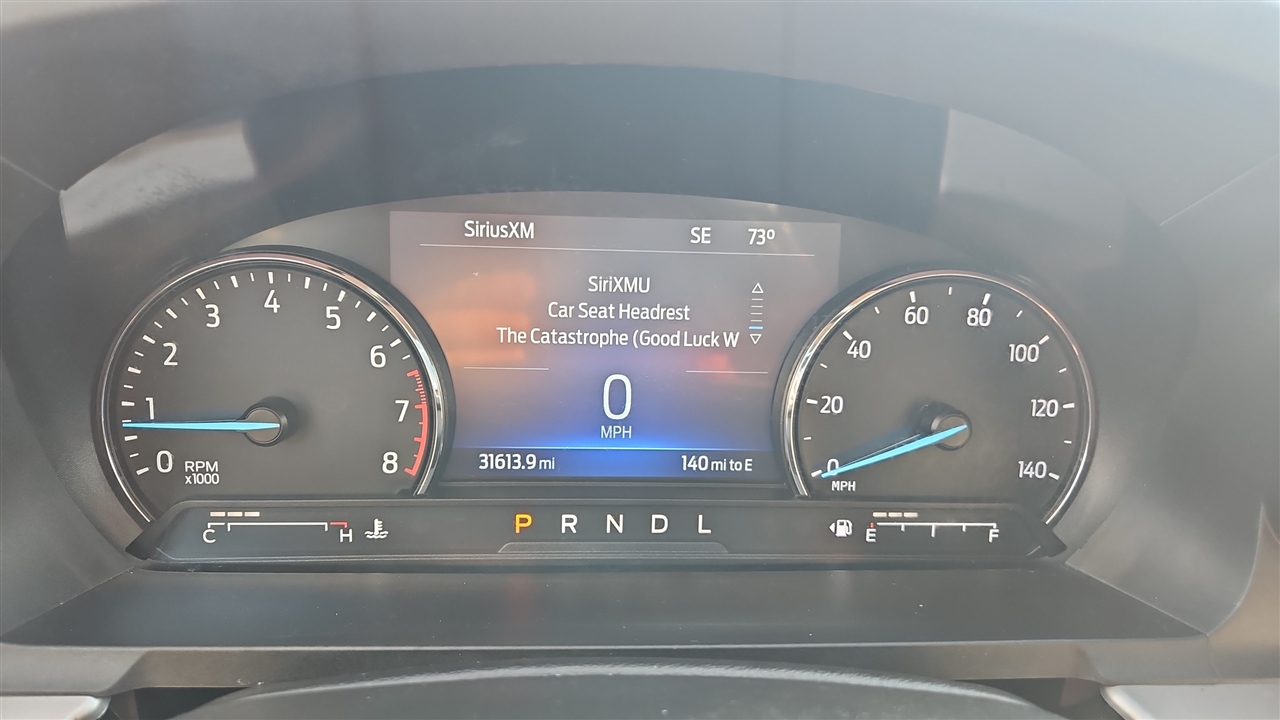 SiriusXM SE 73º
SiriXMU
Car Seat Headrest
The Catastrophe (Good Luck W
0
MPH
31613.9 mi 140 mi to E
0 1 2 3 4 5 6 7 8
RPM
x1000
0 20 40 60 80 100 120 140
MPH
C H
P R N D L
E F